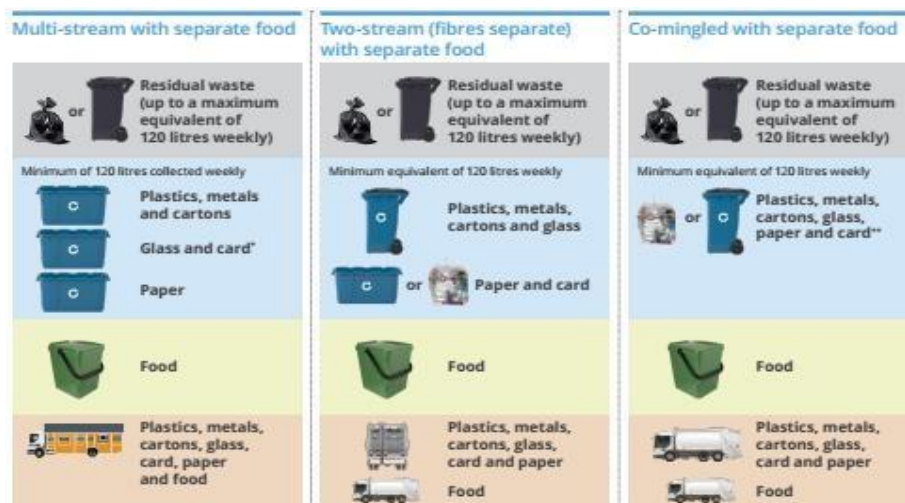 Multi-stream with separate food
Residual waste
or
(up to a maximum
equivalent of
120 litres weekly)
Minimum of 120 litres collected weekly
Plastics, metals
and cartons
Glass and card*
Paper
Food
Plastics, metals,
cartons, glass,
card, paper
and food
Two-stream (fibres separate)
with separate food
Residual waste
or
(up to a maximum
equivalent of
120 litres weekly)
Minimum equivalent of 120 litres weekly
Plastics, metals,
cartons and glass
or
Paper and card
Food
Plastics, metals,
cartons, glass,
card and paper
Food
Co-mingled with separate food
Residual waste
or
(up to a maximum
equivalent of
120 litres weekly)
Minimum equivalent of 120 litres weekly
Plastics, metals,
or
cartons, glass,
paper and card**
Food
Plastics, metals,
cartons, glass,
card and paper
Food